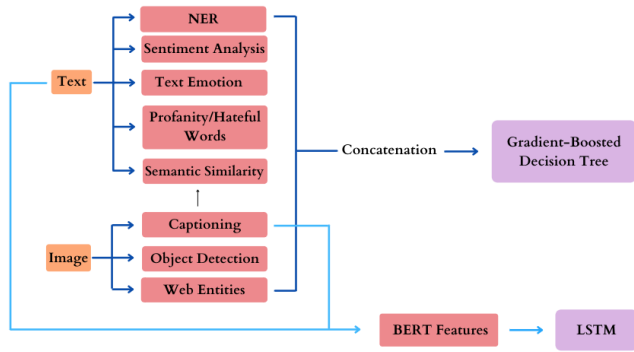 NER
Sentiment Analysis
Text
Text Emotion
Profanity/Hateful
Words
Semantic Similarity
Concatenation
Gradient-Boosted
Decision Tree
Captioning
Image
Object Detection
Web Entities
BERT Features
LSTM